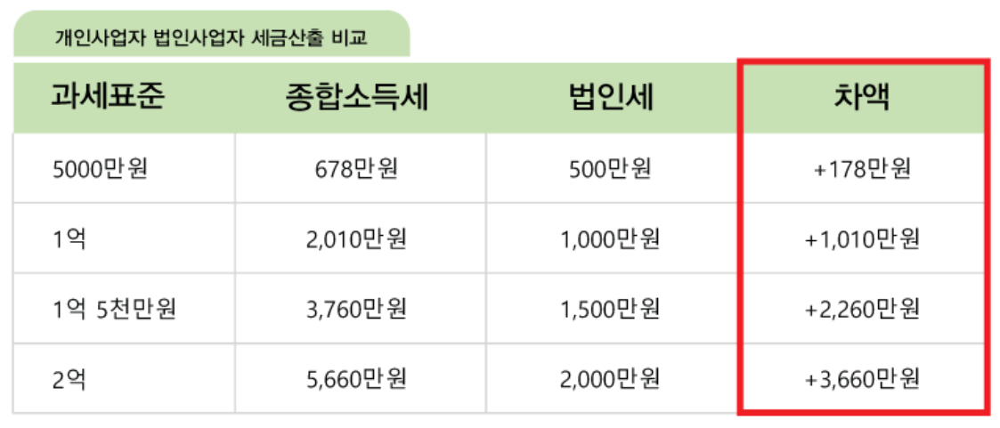 개인사업자 법인사업자 세금산출 비교
과세표준 종합소득세 법인세 차액
5000만원 678만원 500만원 +178만원
1억 2,010만원 1,000만원 +1,010만원
1억 5천만원 3,760만원 1,500만원 +2,260만원
2억 5,660만원 2,000만원 +3,660만원